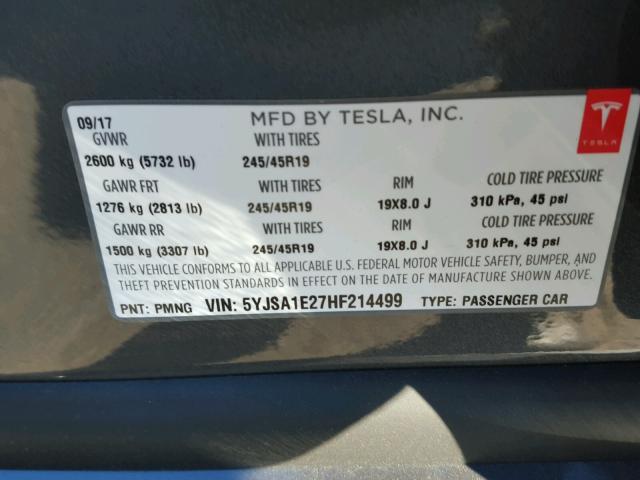 09/17 MFD BY TESLA, INC.
GVWR WITH TIRES
2600 kg (5732 lb) 245/45R19
TESLA
GAWR FRT WITH TIRES RIM COLD TIRE PRESSURE
1276 kg (2813 lb) 245/45R19 19X8.0 J 310 kPa, 45 psi
GAWR RR WITH TIRES RIM COLD TIRE PRESSURE
1500 kg (3307 lb) 245/45R19 19X8.0 J 310 kPa, 45 psi
THIS VEHICLE CONFORMS TO ALL APPLICABLE U.S. FEDERAL MOTOR VEHICLE SAFETY, BUMPER, AND
THEFT PREVENTION STANDARDS IN EFFECT ON THE DATE OF MANUFACTURE SHOWN ABOVE.
PNT: PMNG VIN: 5YJSA1E27HF214499 TYPE: PASSENGER CAR